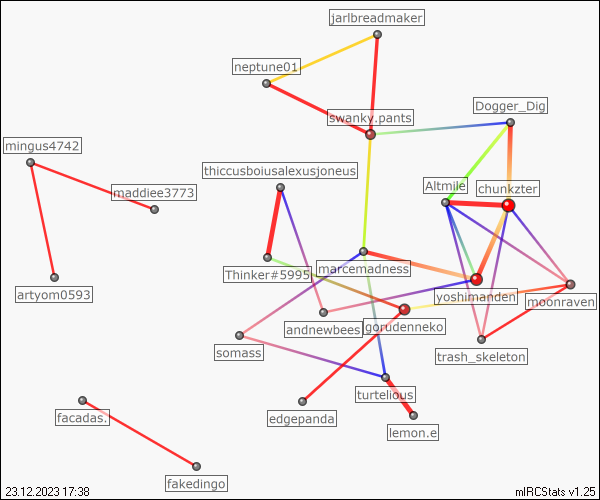 jarlbreadmaker
neptune01
swanky.pants
Dogger_Dig
mingus4742
thiccusboiusalexusjoneus
maddiee3773
Altmile
chunkzter
Thinker#5995
marcemadness
artyom0593
yoshimanden
moonraven
andnewbees
gorudenneko
somass
trash_skeleton
turtelious
facadas.
edgepanda
lemon.e
fakedingo
23.12.2023 17:38
mIRCStats v1.25